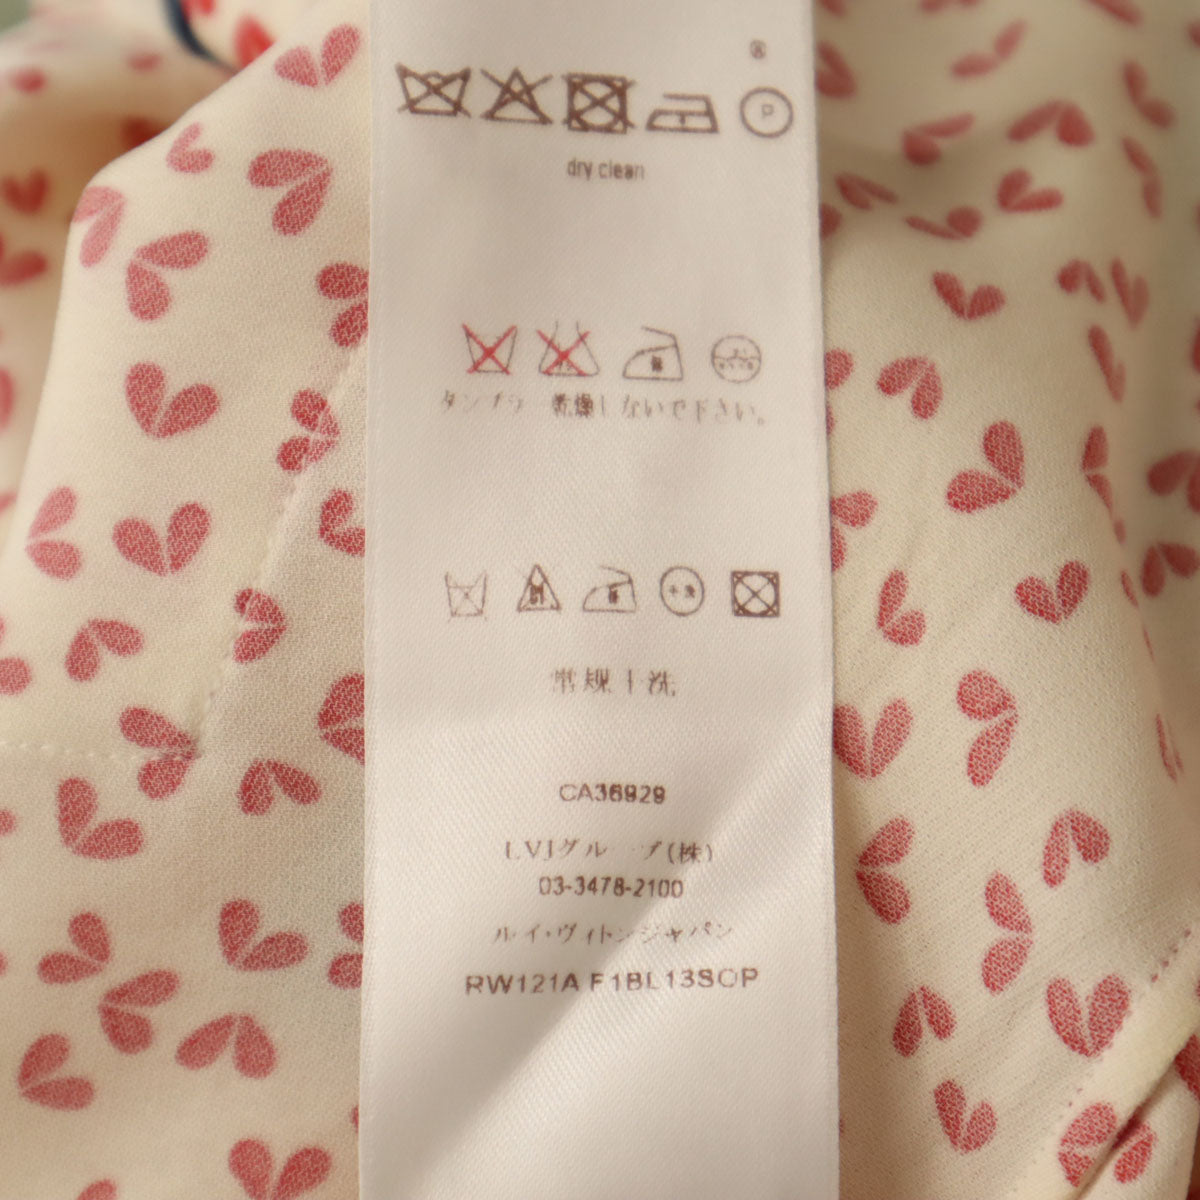 ®
P
dry clean
タンブラー乾燥しないで下さい。
常规干洗
CA36929
LVJグループ(株)
03-3478-2100
ルイ・ヴィトンジャパン
RW121A F1BL13SOP